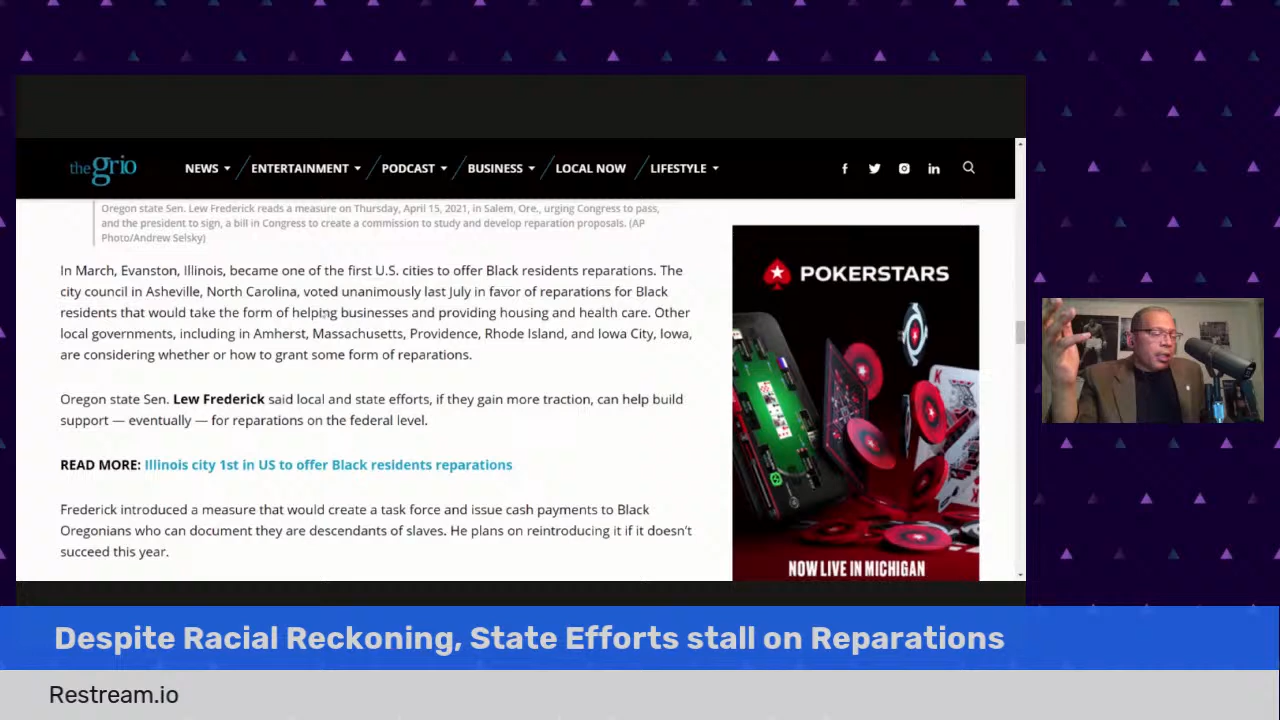 the grio
NEWS
ENTERTAINMENT
PODCAST
BUSINESS
LOCAL NOW
LIFESTYLE
Oregon state Sen. Lew Frederick reads a measure on Thursday, April 15, 2021, in Salem, Ore., urging Congress to pass,
and the president to sign, a bill in Congress to create a commission to study and develop reparation proposals. (AP
Photo/Andrew Selsky)
In March, Evanston, Illinois, became one of the first U.S. cities to offer Black residents reparations. The
city council in Asheville, North Carolina, voted unanimously last July in favor of reparations for Black
residents that would take the form of helping businesses and providing housing and health care. Other
local governments, including in Amherst, Massachusetts, Providence, Rhode Island, and Iowa City, Iowa,
are considering whether or how to grant some form of reparations.
Oregon state Sen. Lew Frederick said local and state efforts, if they gain more traction, can help build
support — eventually — for reparations on the federal level.
READ MORE: Illinois city 1st in US to offer Black residents reparations
Frederick introduced a measure that would create a task force and issue cash payments to Black
Oregonians who can document they are descendants of slaves. He plans on reintroducing it if it doesn't
succeed this year.
POKERSTARS
NOW LIVE IN MICHIGAN
Despite Racial Reckoning, State Efforts stall on Reparations
Restream.io